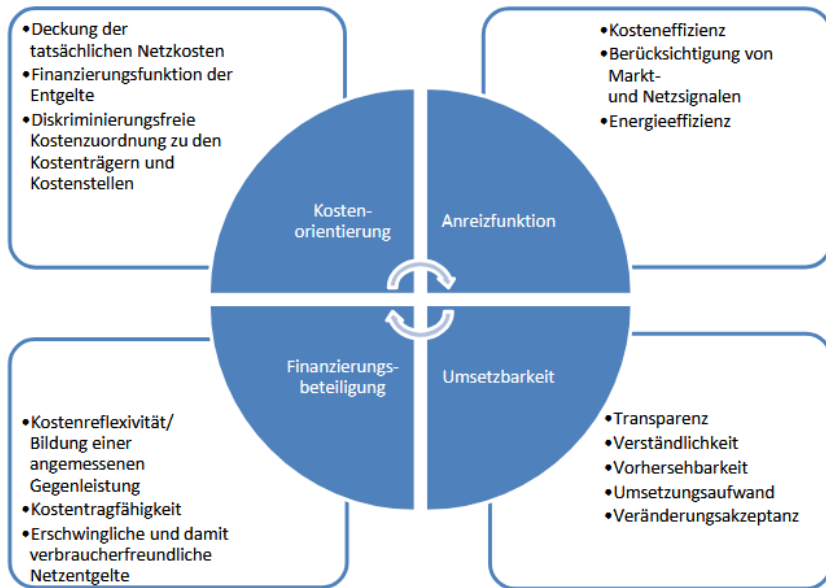 •Deckung der
tatsächlichen Netzkosten
•Finanzierungsfunktion der
Entgelte
•Diskriminierungsfreie
Kostenzuordnung zu den
Kostenträgern und
Kostenstellen
•Kosteneffizienz
•Berücksichtigung von
Markt-
und Netzsignalen
•Energieeffizienz
Kosten-
orientierung
Anreizfunktion
Finanzierungs-
beteiligung
Umsetzbarkeit
•Kostenreflexivität/
Bildung einer
angemessenen
Gegenleistung
•Kostentragfähigkeit
•Erschwingliche und damit
verbraucherfreundliche
Netzentgelte
•Transparenz
•Verständlichkeit
•Vorhersehbarkeit
•Umsetzungsaufwand
•Veränderungsakzeptanz